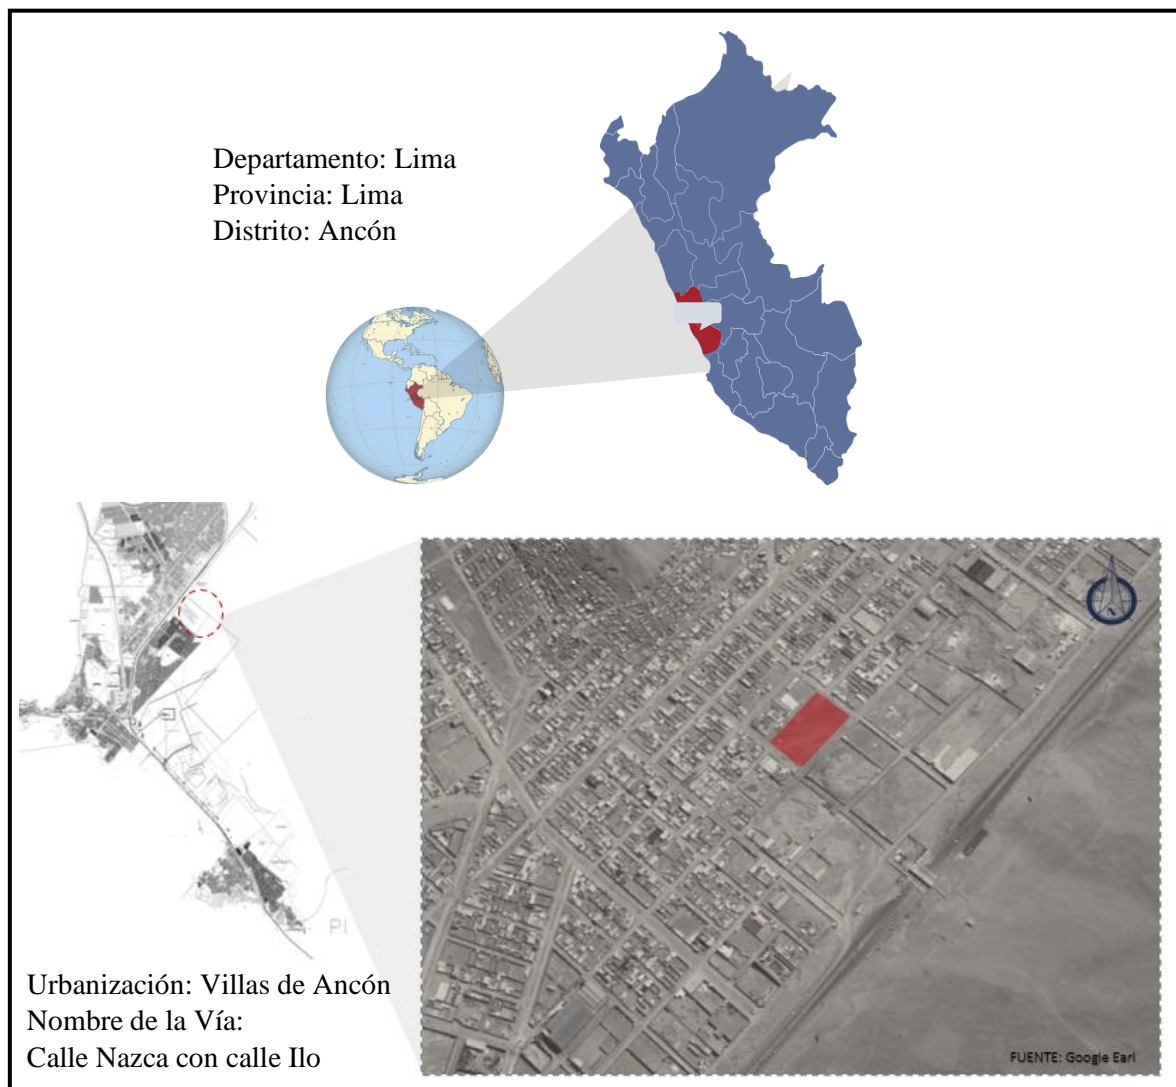 Departamento: Lima
Provincia: Lima
Distrito: Ancón
N
Pl
Urbanización: Villas de Ancón
Nombre de la Vía:
Calle Nazca con calle Ilo
FUENTE: Google Earl